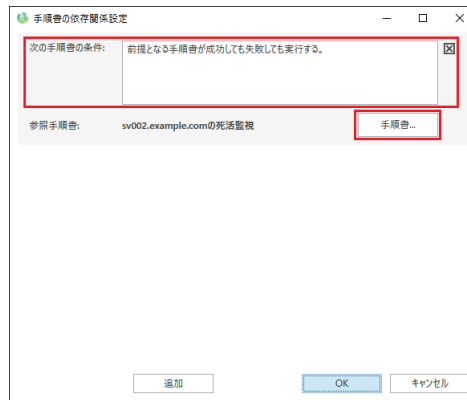 手順書の依存関係設定
次の手順書の条件: 前提となる手順書が成功しても失敗しても実行する。
参照手順書: sv002.example.comの死活監視 手順書...
追加 OK キャンセル